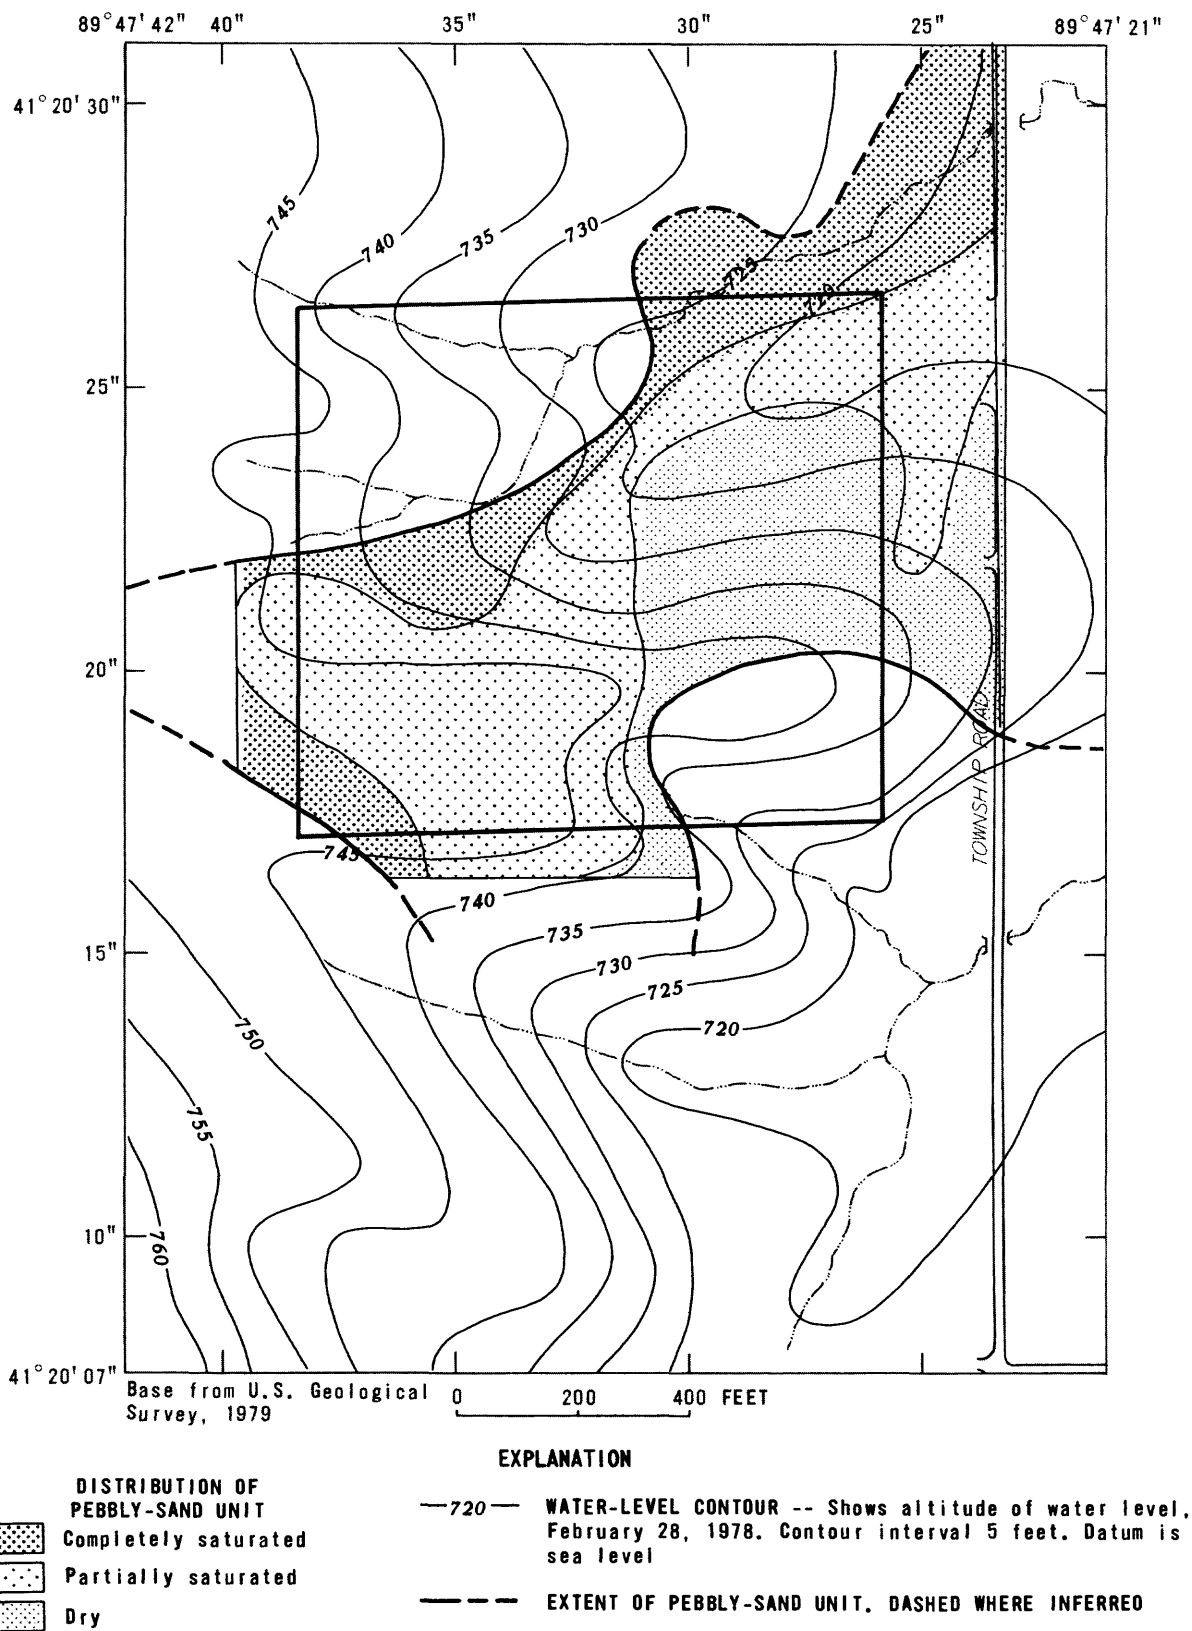 89°47'42" 40" 35" 30" 25" 89°47'21"
41°20'30"
745
740
735
730
725
720
25"
20"
TOWNSHIP ROAD
745
740
735
15"
730
725
720
750
755
10"
760
41°20'07"
Base from U.S. Geological
Survey, 1979
0 200 400 FEET
EXPLANATION
DISTRIBUTION OF
PEBBLY-SAND UNIT
Completely saturated
Partially saturated
Dry
720 WATER-LEVEL CONTOUR -- Shows altitude of water level,
February 28, 1978. Contour interval 5 feet. Datum is
sea level
EXTENT OF PEBBLY-SAND UNIT. DASHED WHERE INFERRED